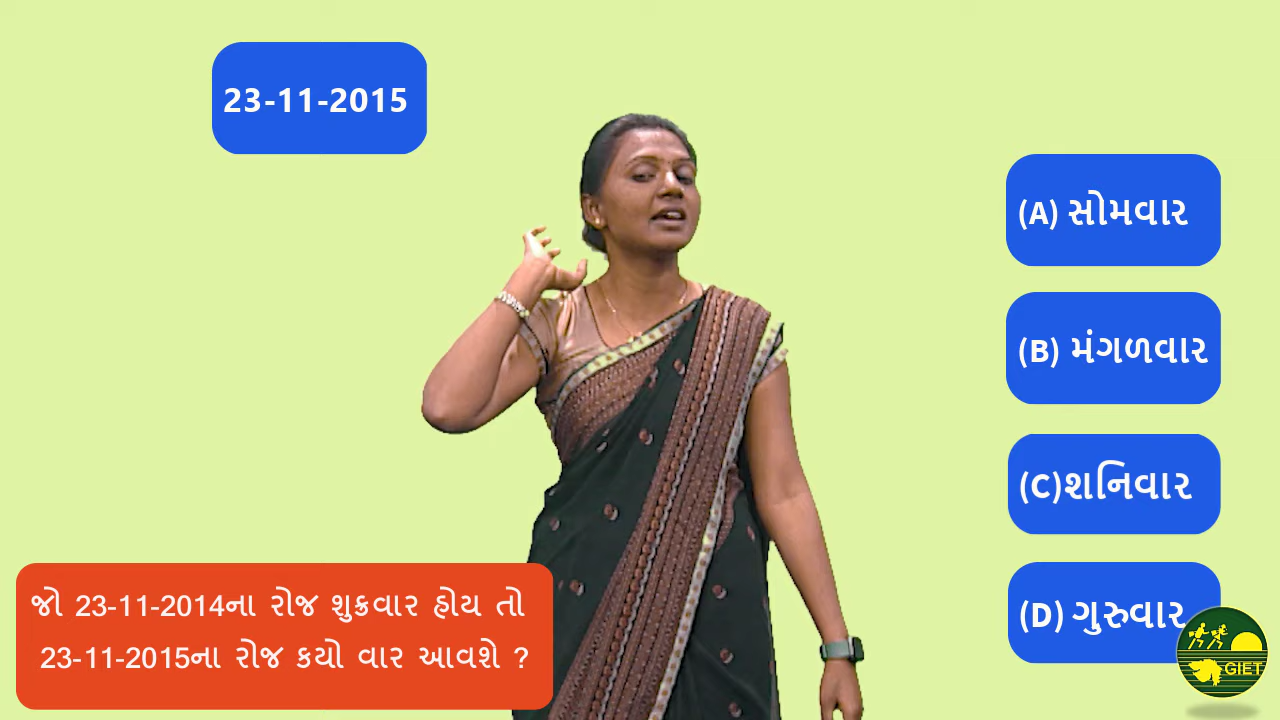 23-11-2015
(A) સોમવાર
(B) મંગળવાર
(C)શનિવાર
(D) ગુરુવાર
જો 23-11-2014ના રોજ શુક્રવાર હોય તો
23-11-2015ના રોજ કયો વાર આવશે ?
GIET